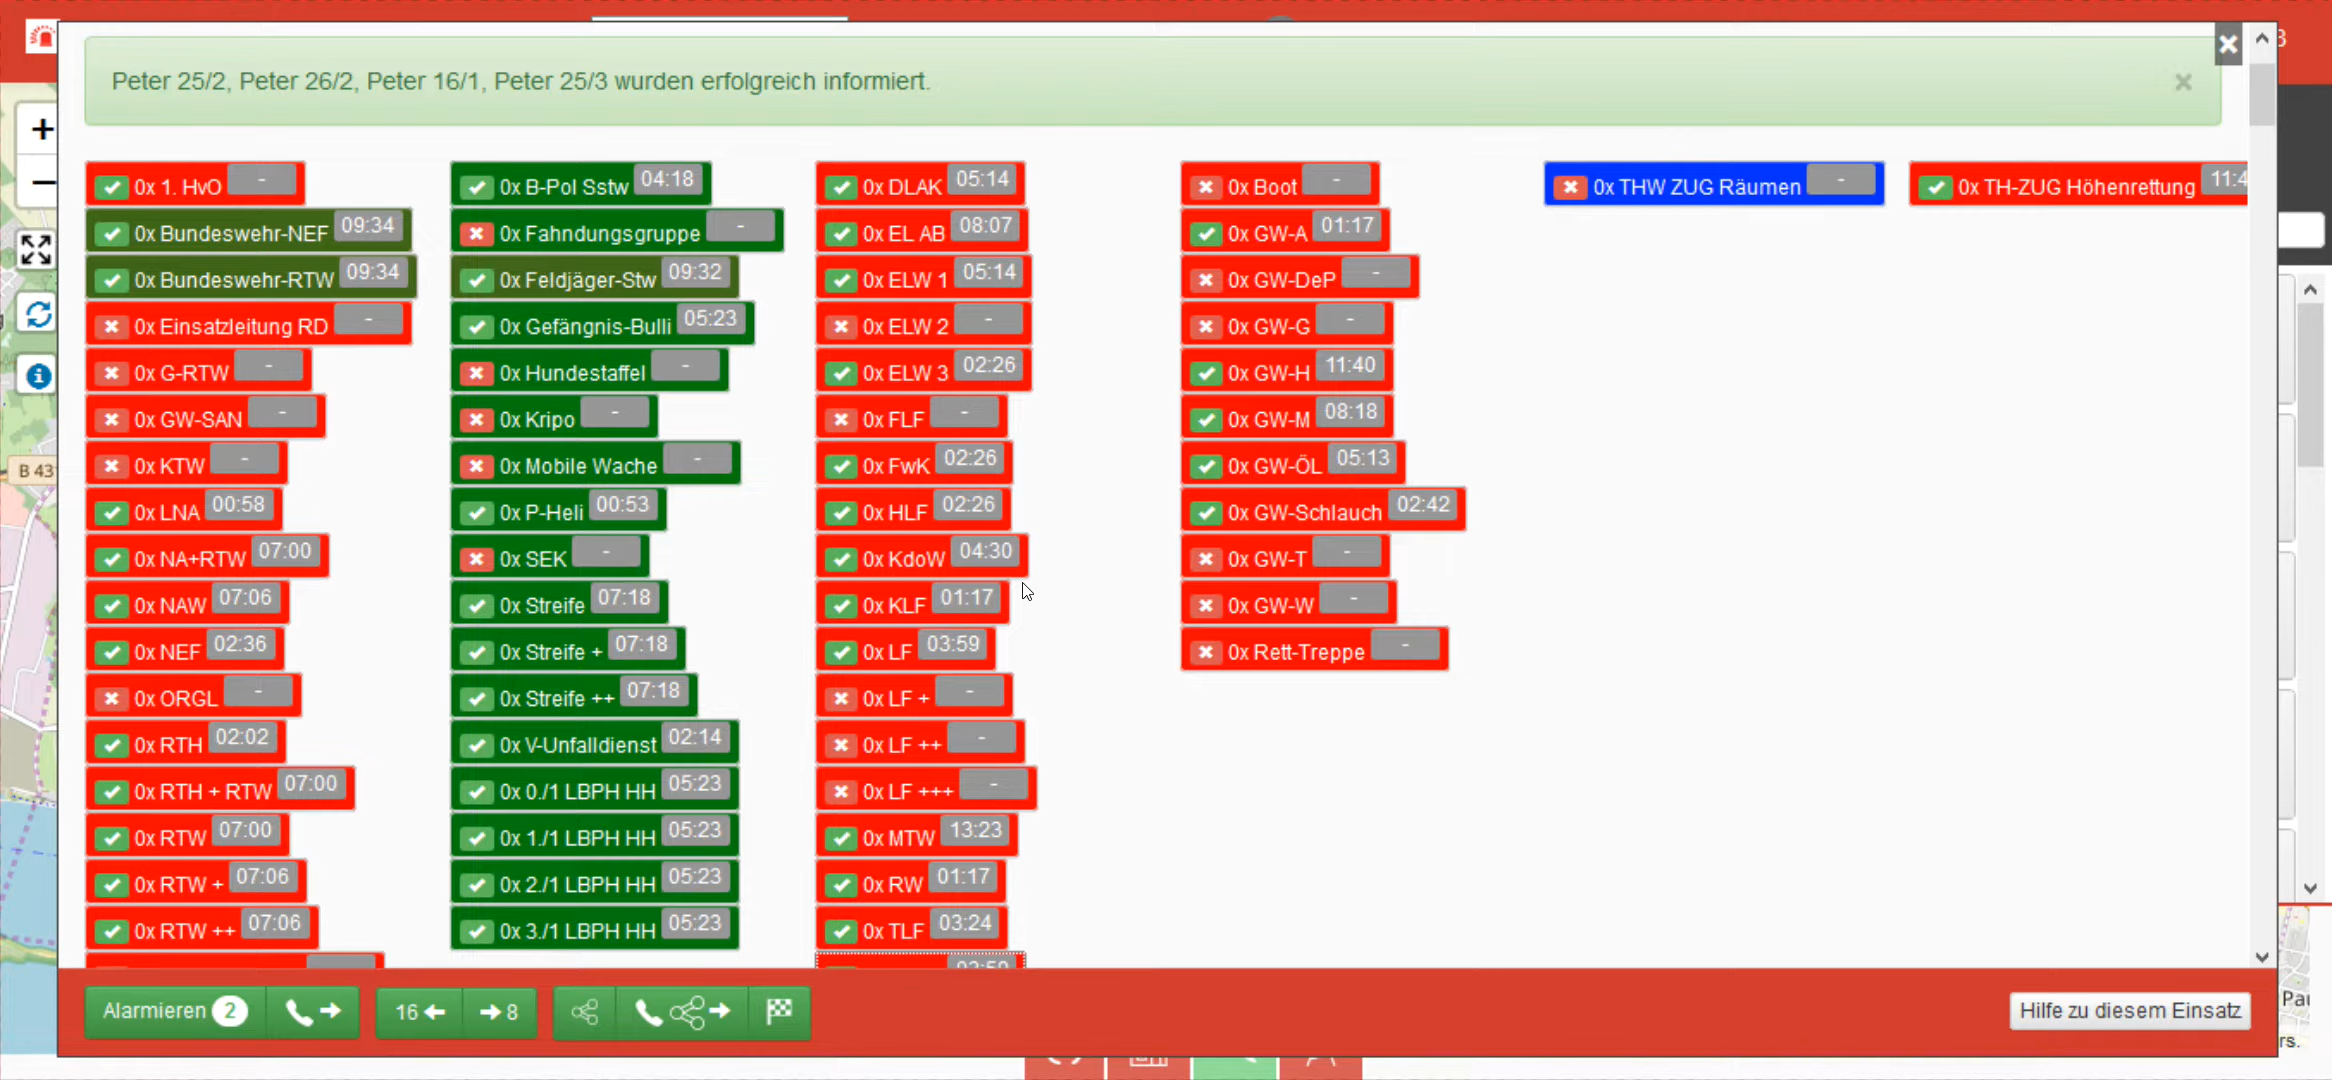 Peter 25/2, Peter 26/2, Peter 16/1, Peter 25/3 wurden erfolgreich informiert.
0x 1. HvO -
0x Bundeswehr-NEF 09:34
0x Bundeswehr-RTW 09:34
0x Einsatzleitung RD -
0x G-RTW -
0x GW-SAN -
0x KTW -
0x LNA 00:58
0x NA+RTW 07:00
0x NAW 07:06
0x NEF 02:36
0x ORGL -
0x RTH 02:02
0x RTH + RTW 07:00
0x RTW 07:00
0x RTW + 07:06
0x RTW ++ 07:06
0x B-Pol Sstw 04:18
0x Fahndungsgruppe -
0x Feldjäger-Stw 09:32
0x Gefängnis-Bulli 05:23
0x Hundestaffel -
0x Kripo -
0x Mobile Wache -
0x P-Heli 00:53
0x SEK -
0x Streife 07:18
0x Streife + 07:18
0x Streife ++ 07:18
0x V-Unfalldienst 02:14
0x 0./1 LBPH HH 05:23
0x 1./1 LBPH HH 05:23
0x 2./1 LBPH HH 05:23
0x 3./1 LBPH HH 05:23
0x DLAK 05:14
0x EL AB 08:07
0x ELW 1 05:14
0x ELW 2 -
0x ELW 3 02:26
0x FLF -
0x FwK 02:26
0x HLF 02:26
0x KdoW 04:30
0x KLF 01:17
0x LF 03:59
0x LF + -
0x LF ++ -
0x LF +++ -
0x MTW 13:23
0x RW 01:17
0x TLF 03:24
0x Boot -
0x GW-A 01:17
0x GW-DeP -
0x GW-G -
0x GW-H 11:40
0x GW-M 08:18
0x GW-ÖL 05:13
0x GW-Schlauch 02:42
0x GW-T -
0x GW-W -
0x Rett-Treppe -
0x THW ZUG Räumen -
0x TH-ZUG Höhenrettung 11:4
B 43
Alarmieren 2
16
8
Hilfe zu diesem Einsatz
Pau
rs.